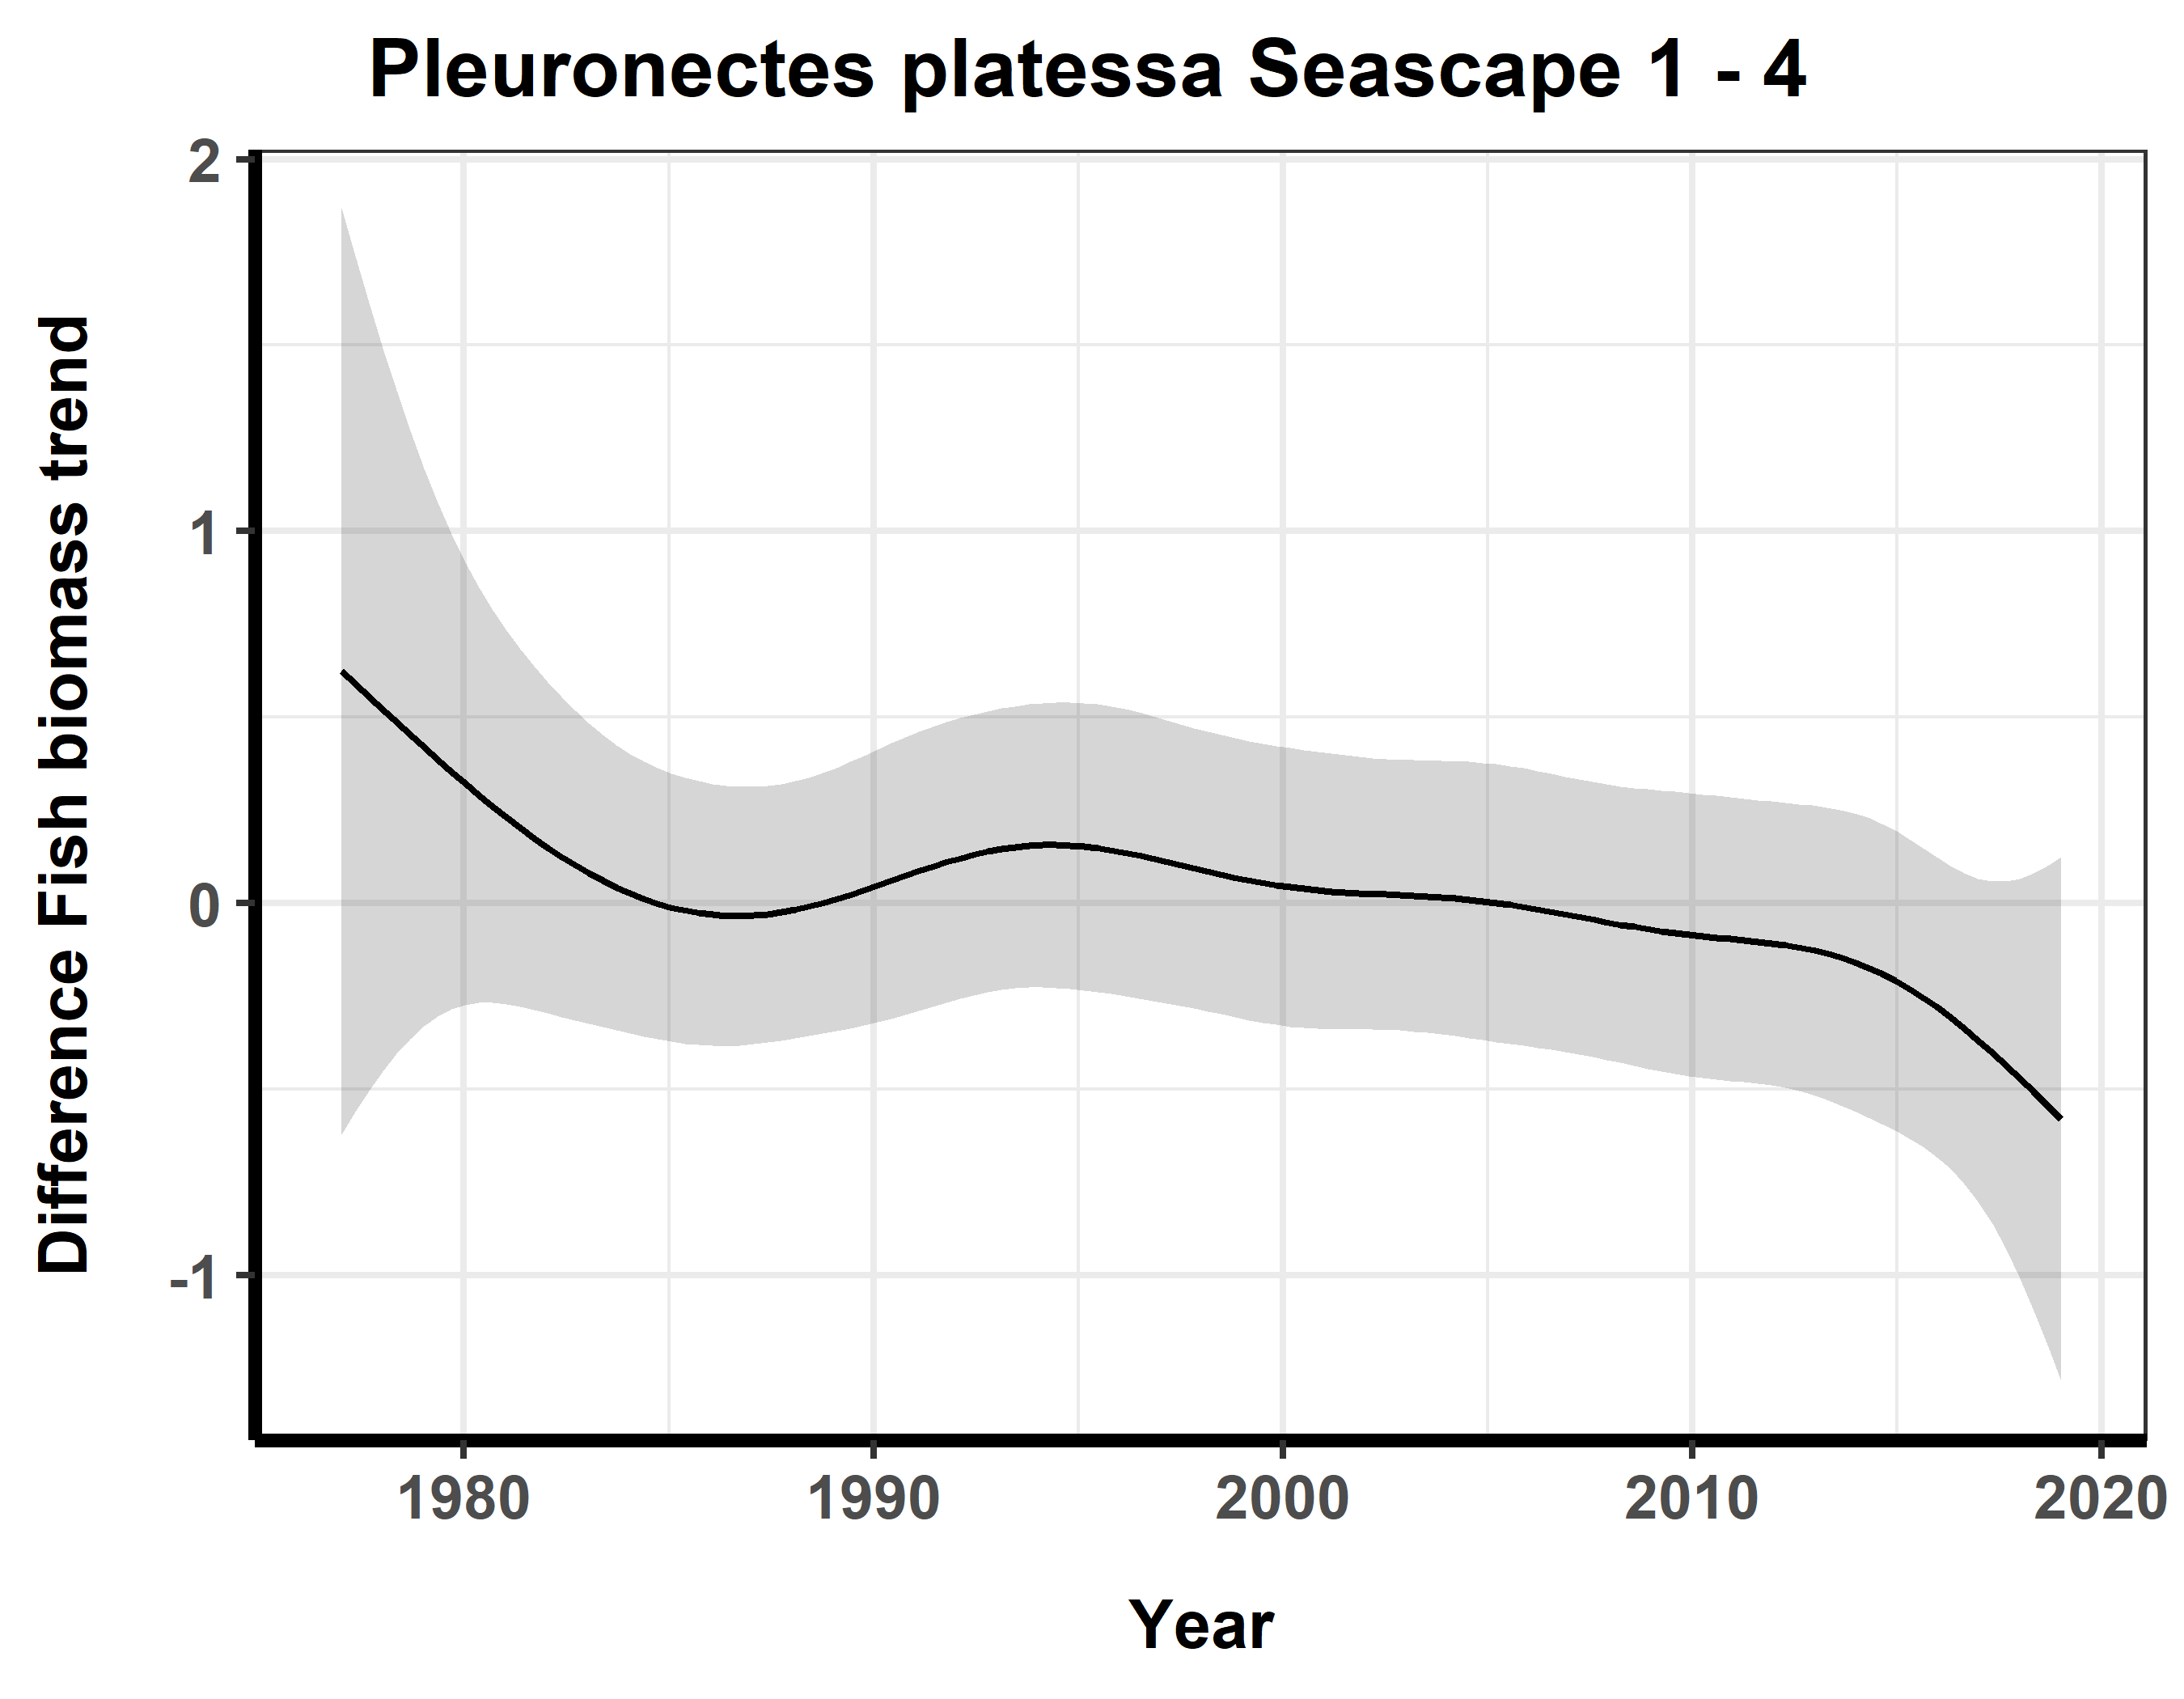 Pleuronectes platessa Seascape 1 - 4
Difference Fish biomass trend
2
1
0
-1
1980 1990 2000 2010 2020
Year